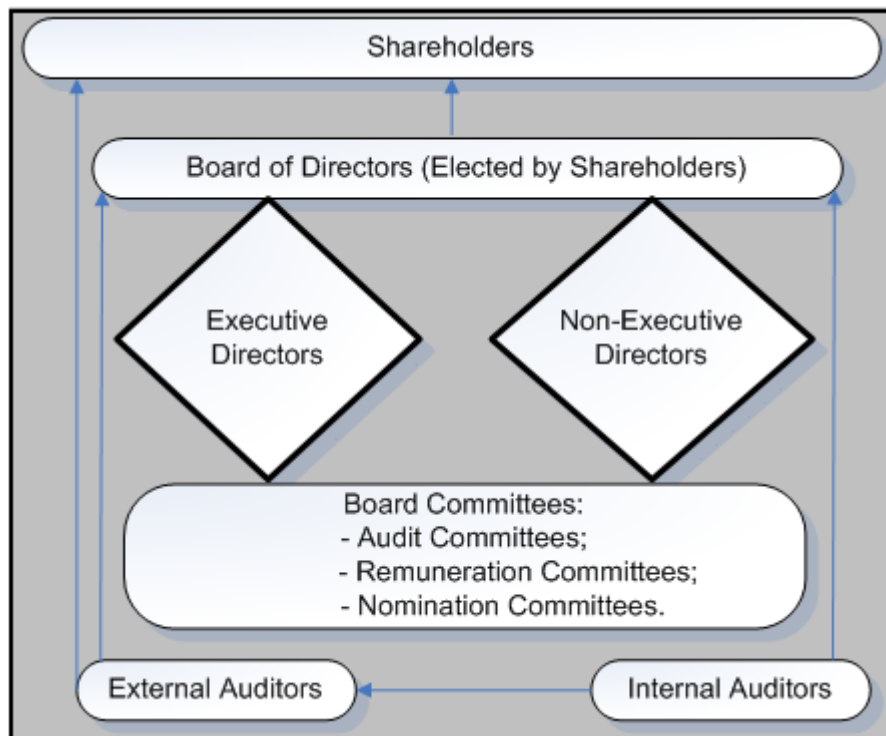 Shareholders
Board of Directors (Elected by Shareholders)
Executive
Directors
Non-Executive
Directors
Board Committees:
- Audit Committees;
- Remuneration Committees;
- Nomination Committees.
External Auditors
Internal Auditors